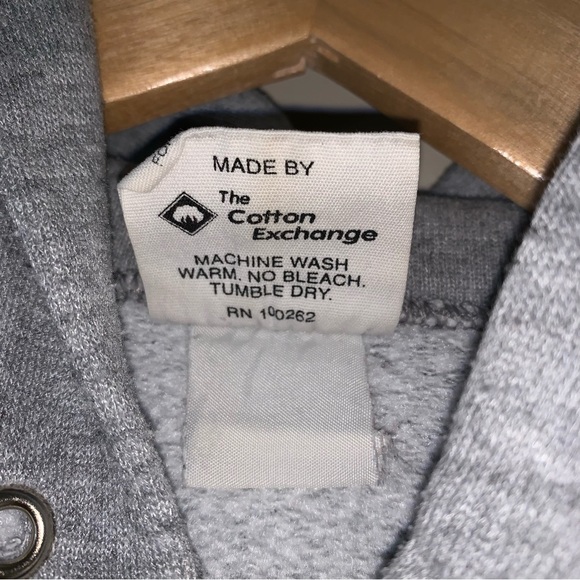 MADE BY
The
Cotton
Exchange
MACHINE WASH
WARM. NO BLEACH.
TUMBLE DRY.
RN 100262